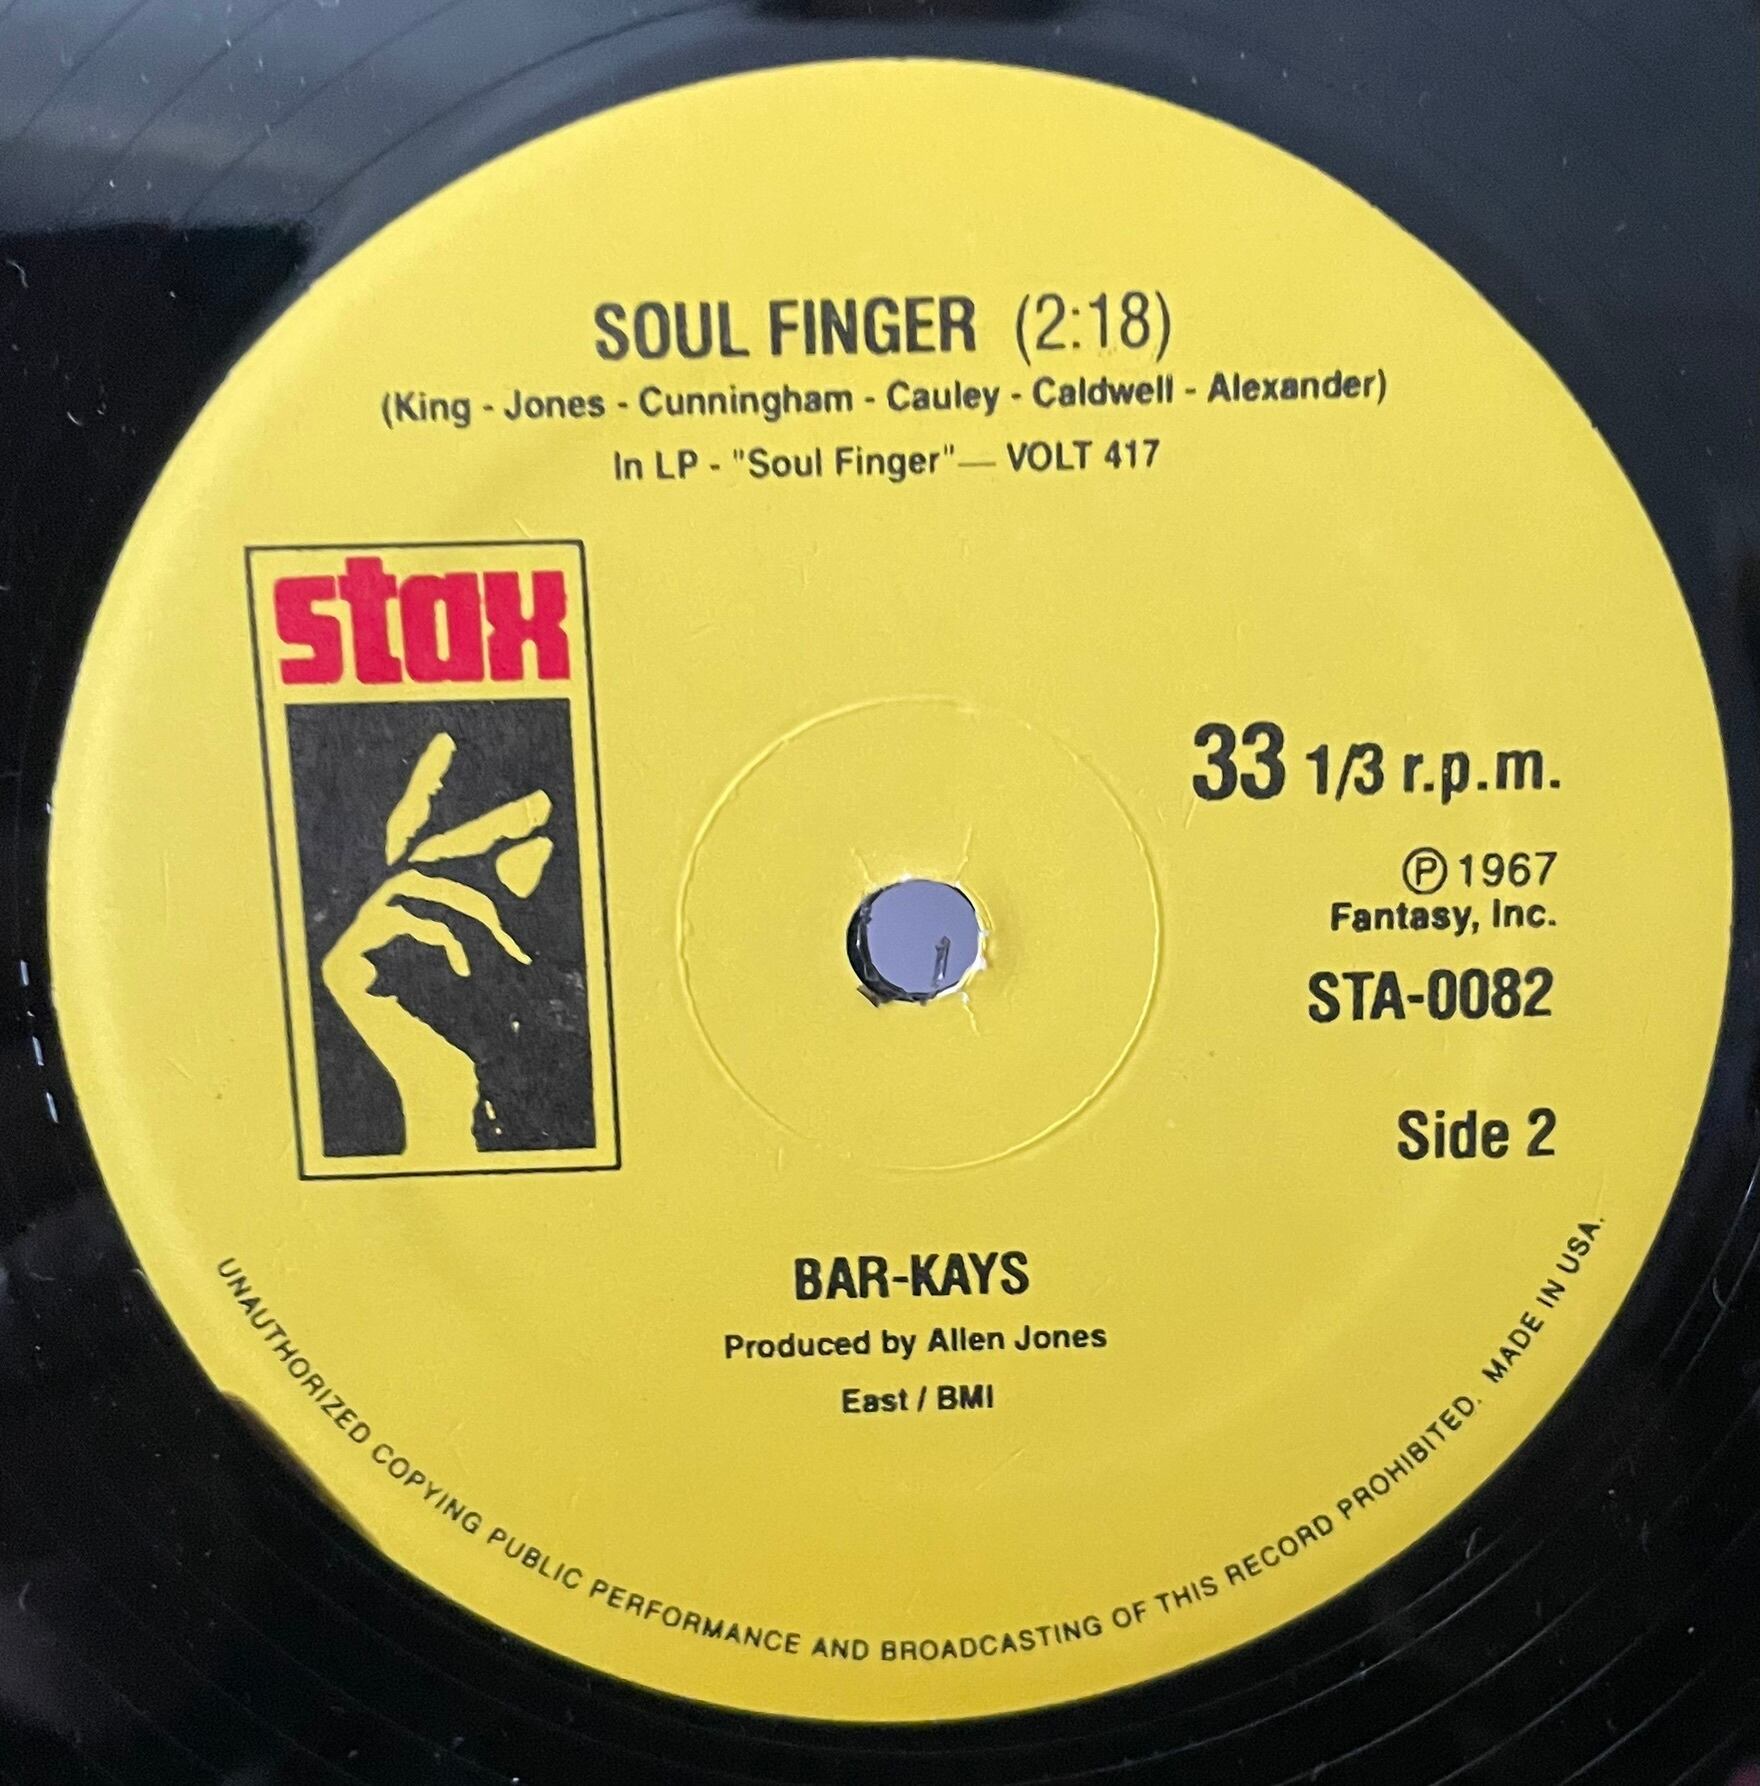 SOUL FINGER (2:18)
(King - Jones - Cunningham - Cauley - Caldwell - Alexander)
In LP - "Soul Finger"— VOLT 417
stax
33 1/3 r.p.m.
℗ 1967
Fantasy, Inc.
STA-0082
Side 2
BAR-KAYS
Produced by Allen Jones
East / BMI
UNAUTHORIZED COPYING PUBLIC PERFORMANCE AND BROADCASTING OF THIS RECORD PROHIBITED. MADE IN USA.